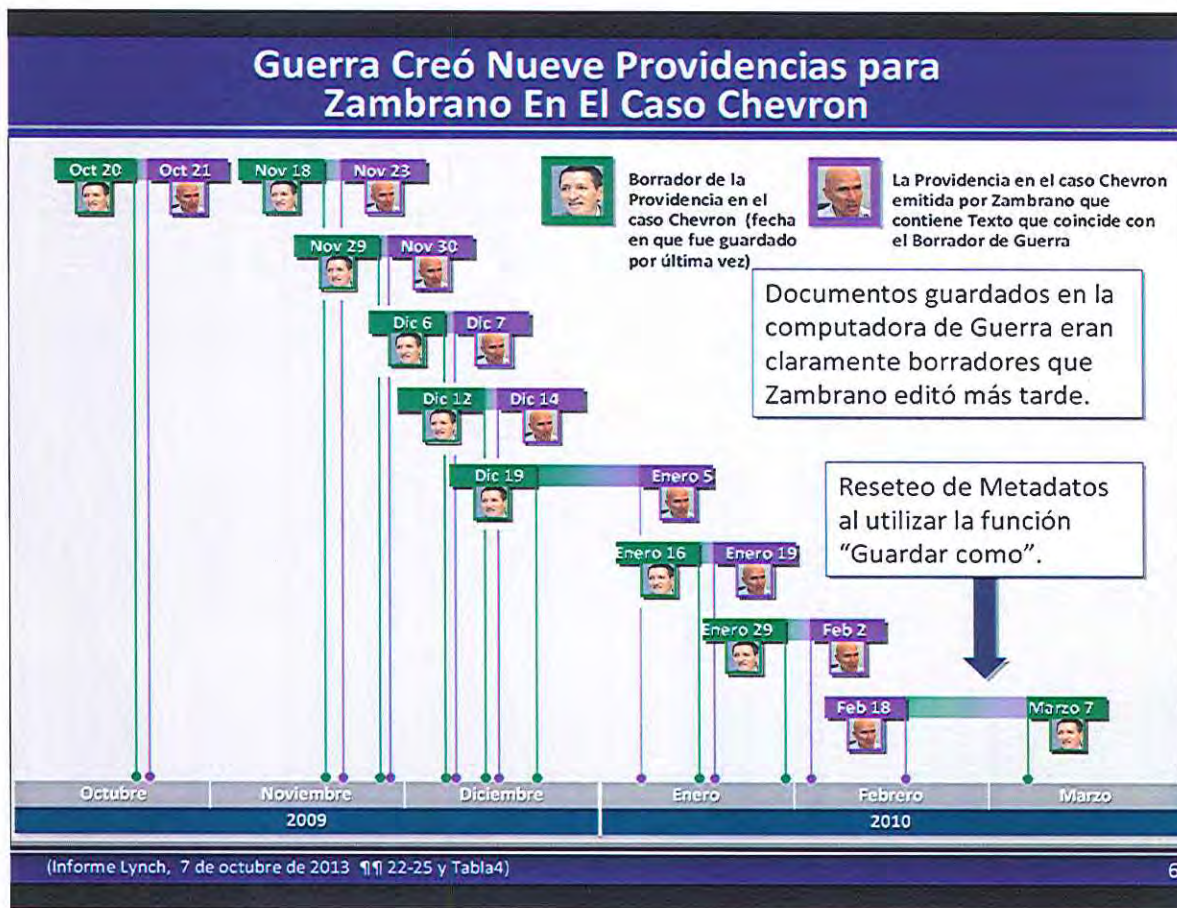 Guerra Creó Nueve Providencias para
Zambrano En El Caso Chevron
Oct 20
Oct 21
Nov 18
Nov 23
Borrador de la
Providencia en el
caso Chevron (fecha
en que fue guardado
por última vez)
La Providencia en el caso Chevron
emitida por Zambrano que
contiene Texto que coincide con
el Borrador de Guerra
Nov 29
Nov 30
Documentos guardados en la
computadora de Guerra eran
claramente borradores que
Zambrano editó más tarde.
Dic 6
Dic 7
Dic 12
Dic 14
Dic 19
Enero 5
Reseteo de Metadatos
al utilizar la función
“Guardar como”.
Enero 16
Enero 19
Enero 29
Feb 2
Feb 18
Marzo 7
Octubre
Noviembre
Diciembre
Enero
Febrero
Marzo
2009
2010
(Informe Lynch, 7 de octubre de 2013 ¶¶ 22-25 y Tabla4)
6